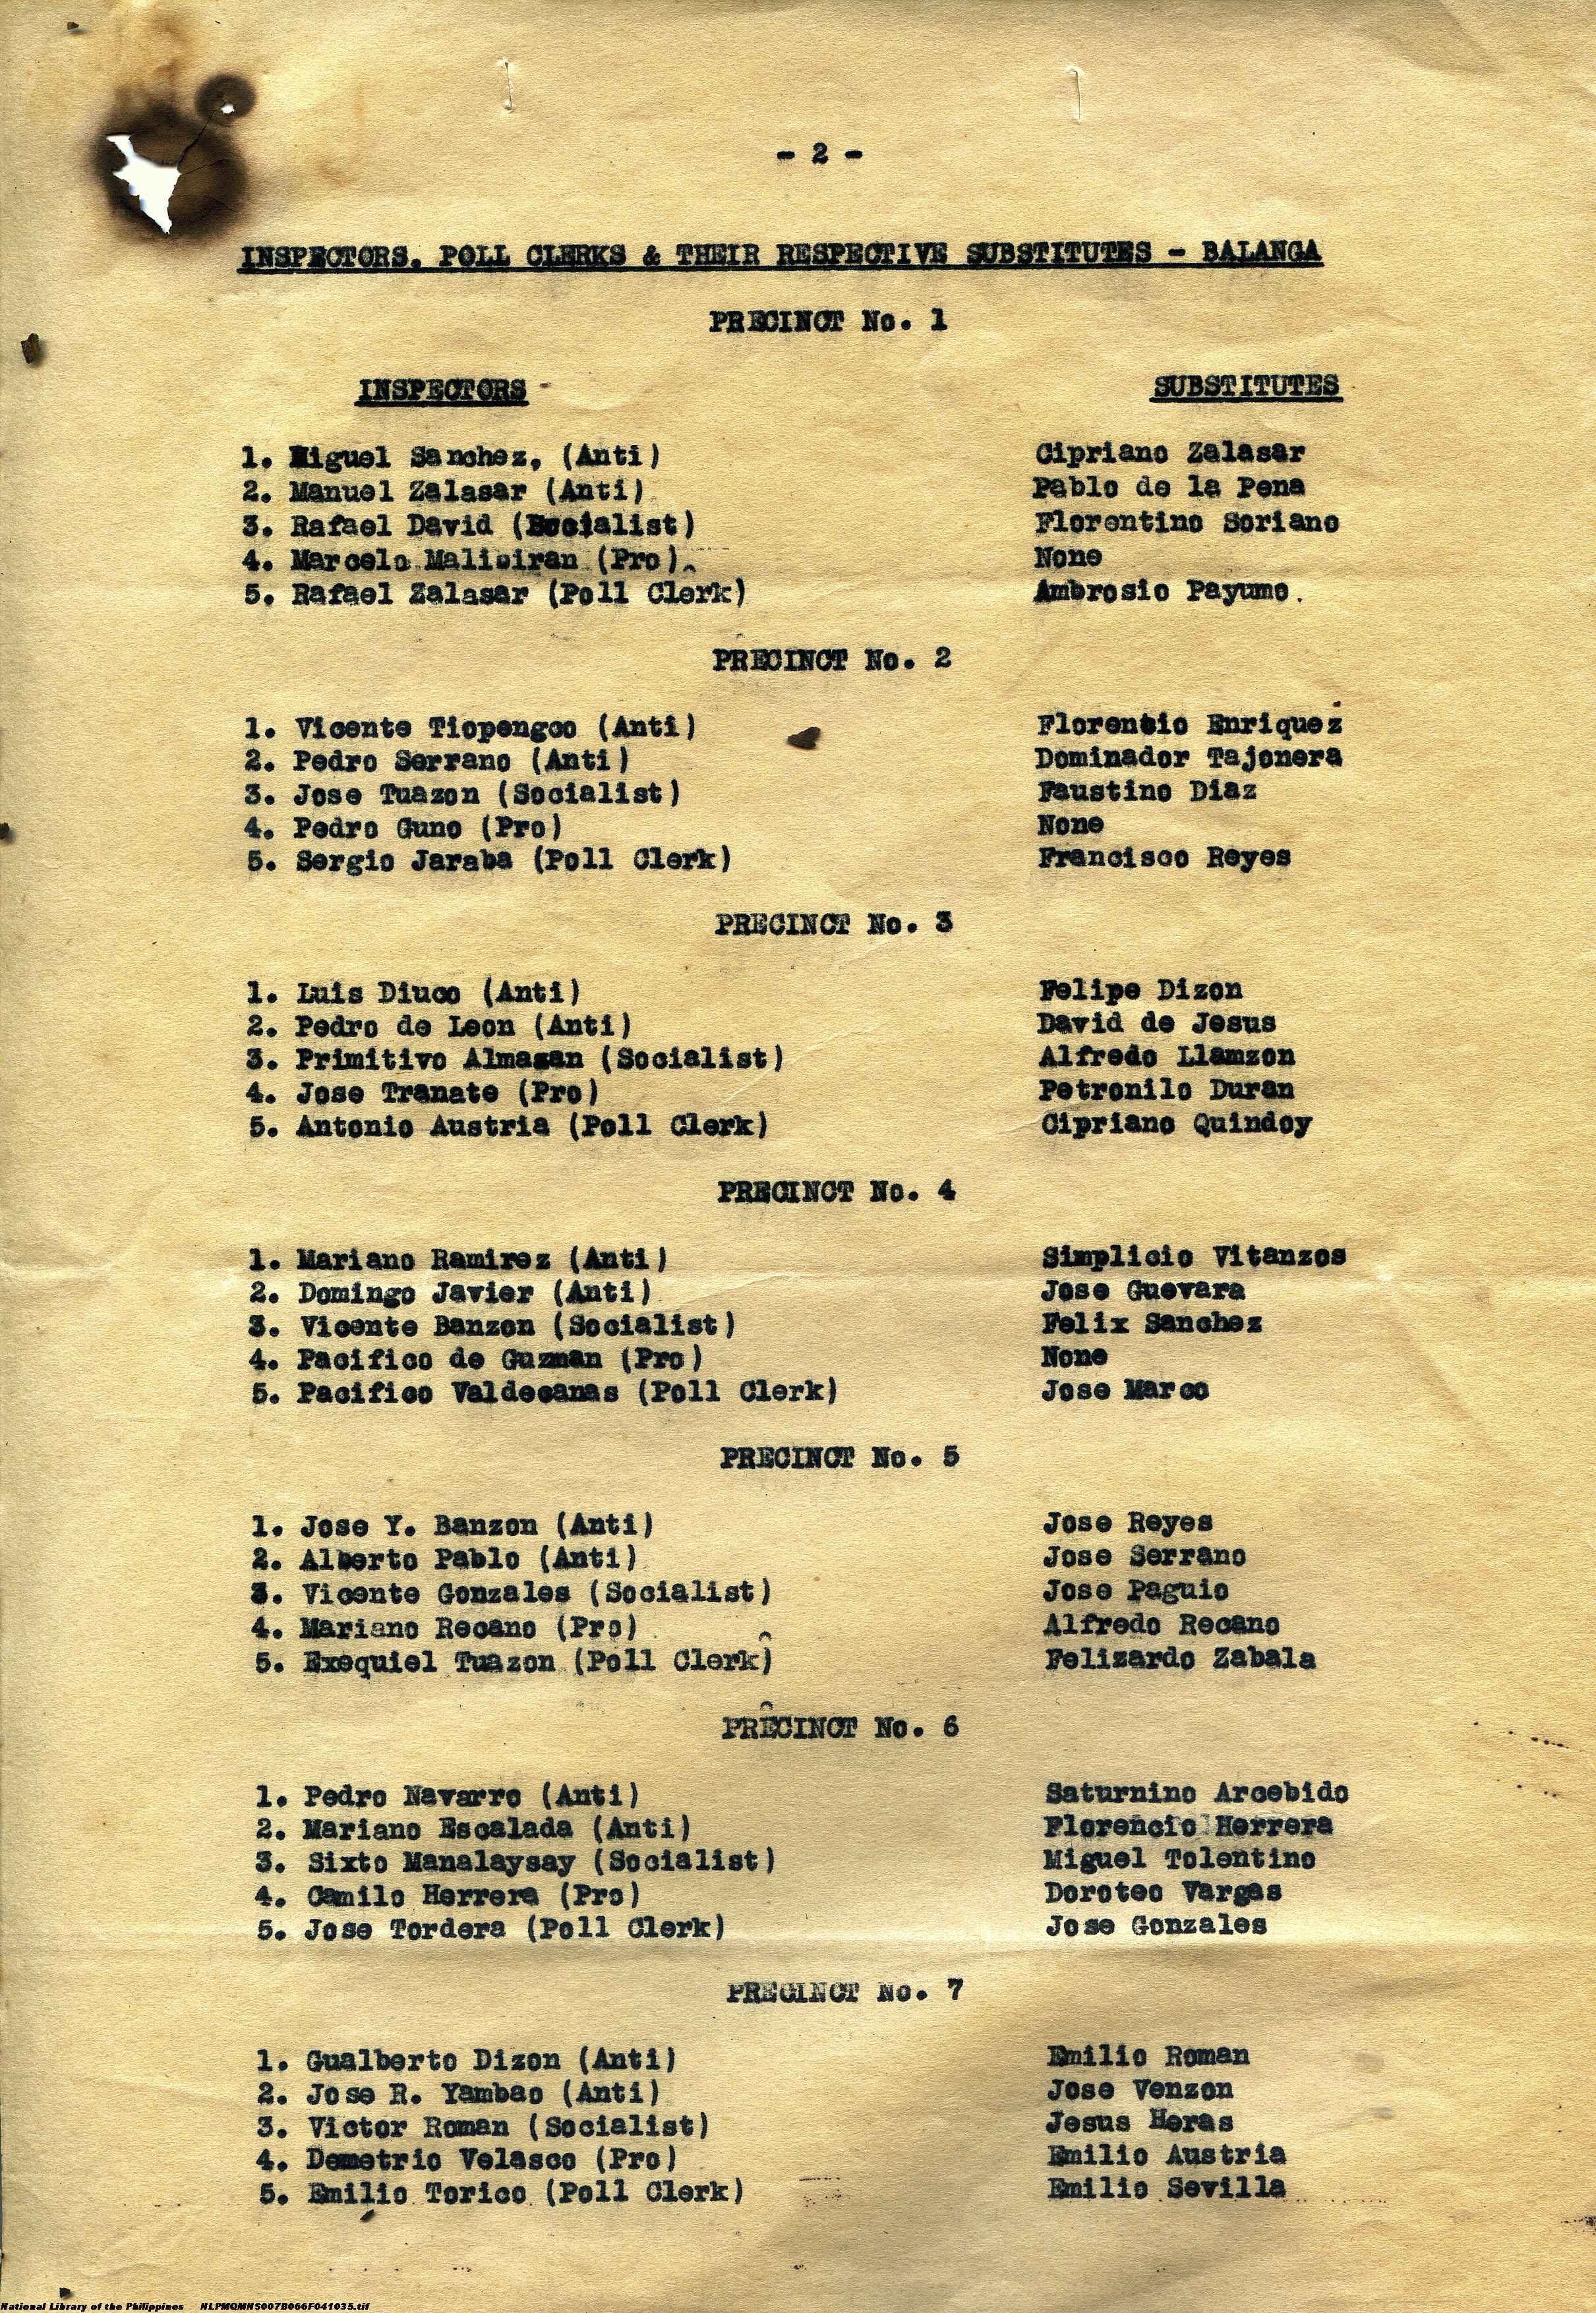 - 2 -
INSPECTORS, POLL CLERKS & THEIR RESPECTIVE SUBSTITUTES - BALANGA
PRECINCT No. 1
INSPECTORS SUBSTITUTES
1. Miguel Sanchez, (Anti) Cipriano Zalasar
2. Manuel Zalasar (Anti) Pablo de la Pena
3. Rafael David (Socialist) Florentino Soriano
4. Marcelo Malibiran (Pro) None
5. Rafael Zalasar (Poll Clerk) Ambrosio Payumo.
PRECINCT No. 2
1. Vicente Tiopengco (Anti) Florencio Enriquez
2. Pedro Serrano (Anti) Dominador Tajonera
3. Jose Tuazon (Socialist) Faustino Diaz
4. Pedro Guno (Pro) None
5. Sergio Jaraba (Poll Clerk) Francisco Reyes
PRECINCT No. 3
1. Luis Diuco (Anti) Felipe Dizon
2. Pedro de Leon (Anti) David de Jesus
3. Primitivo Almazan (Socialist) Alfredo Llamzon
4. Jose Tranate (Pro) Petronilo Duran
5. Antonio Austria (Poll Clerk) Cipriano Quindoy
PRECINCT No. 4
1. Mariano Ramirez (Anti) Simplicio Vitanzos
2. Domingo Javier (Anti) Jose Guevara
3. Vicente Banzon (Socialist) Felix Sanchez
4. Pacifico de Guzman (Pro) None
5. Pacifico Valdecanas (Poll Clerk) Jose Marco
PRECINCT No. 5
1. Jose Y. Banzon (Anti) Jose Reyes
2. Alberto Pablo (Anti) Jose Serrano
3. Vicente Gonzales (Socialist) Jose Paguio
4. Mariano Recano (Pro) Alfredo Recano
5. Exequiel Tuazon (Poll Clerk) Felizardo Zabala
PRECINCT No. 6
1. Pedro Navarro (Anti) Saturnino Arcebido
2. Mariano Escalada (Anti) Florencio Herrera
3. Sixto Manalaysay (Socialist) Miguel Tolentino
4. Camilo Herrera (Pro) Doroteo Vargas
5. Jose Tordera (Poll Clerk) Jose Gonzales
PRECINCT No. 7
1. Gualberto Dizon (Anti) Emilio Roman
2. Jose R. Yambao (Anti) Jose Venzon
3. Victor Roman (Socialist) Jesus Heras
4. Demetrio Velasco (Pro) Emilio Austria
5. Emilio Torico (Poll Clerk) Emilio Sevilla
National Library of the Philippines NLPMQMNS007B066F041035.tif